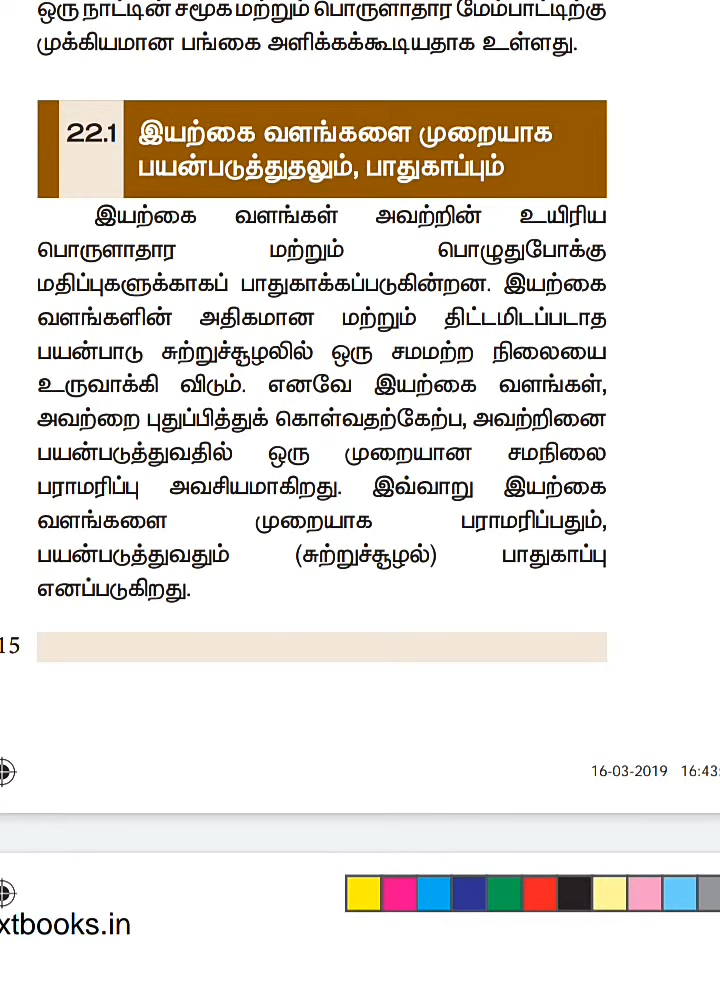 ஒரு நாட்டின் சமூக மற்றும் பொருளாதார மேம்பாட்டிற்கு
முக்கியமான பங்கை அளிக்கக்கூடியதாக உள்ளது.
22.1 இயற்கை வளங்களை முறையாக
பயன்படுத்துதலும், பாதுகாப்பும்
இயற்கை வளங்கள் அவற்றின் உயிரிய
பொருளாதார மற்றும் பொழுதுபோக்கு
மதிப்புகளுக்காகப் பாதுகாக்கப்படுகின்றன. இயற்கை
வளங்களின் அதிகமான மற்றும் திட்டமிடப்படாத
பயன்பாடு சுற்றுச்சூழலில் ஒரு சமமற்ற நிலையை
உருவாக்கி விடும். எனவே இயற்கை வளங்கள்,
அவற்றை புதுப்பித்துக் கொள்வதற்கேற்ப, அவற்றினை
பயன்படுத்துவதில் ஒரு முறையான சமநிலை
பராமரிப்பு அவசியமாகிறது. இவ்வாறு இயற்கை
வளங்களை முறையாக பராமரிப்பதும்,
பயன்படுத்துவதும் (சுற்றுச்சூழல்) பாதுகாப்பு
எனப்படுகிறது.
15
16-03-2019 16:43:
xtbooks.in